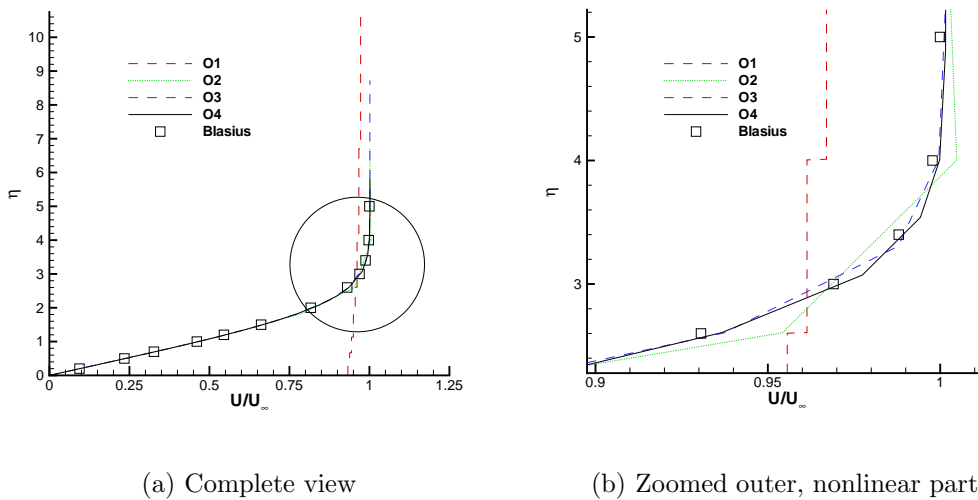 η
10
9
8
7
6
5
4
3
2
1
0
0
0.25
0.5
0.75
1
1.25
U/U∞
O1
O2
O3
O4
Blasius
(a) Complete view
η
5
4
3
0.9
0.95
1
U/U∞
O1
O2
O3
O4
Blasius
(b) Zoomed outer, nonlinear part